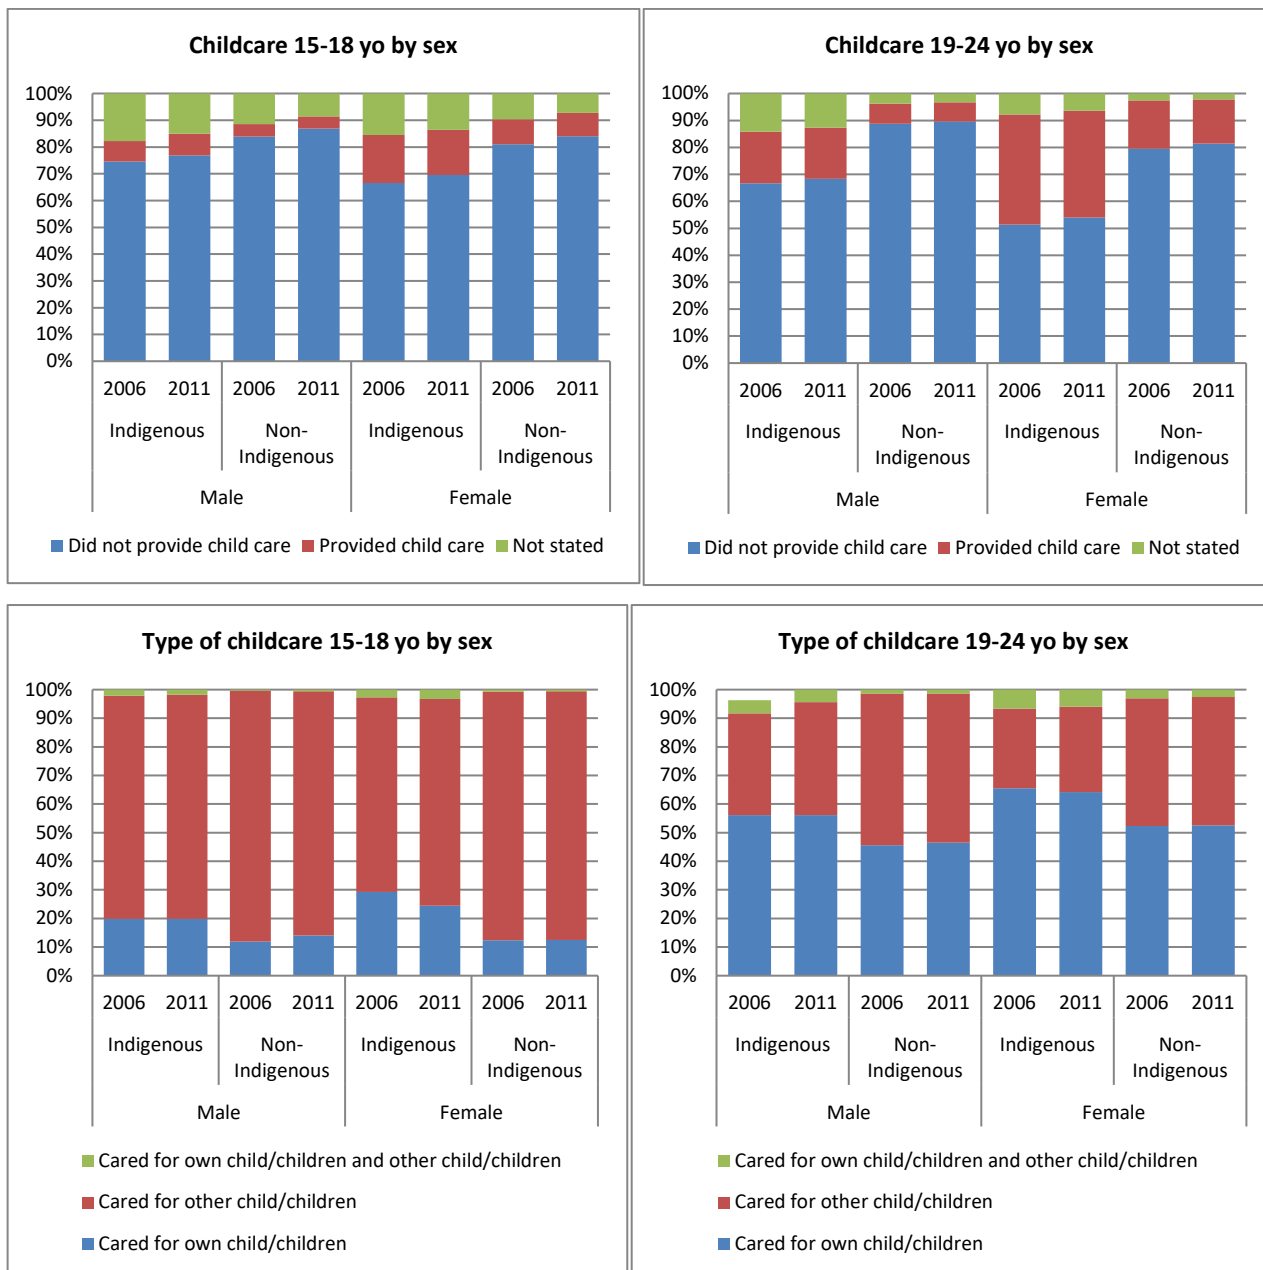 Childcare 15-18 yo by sex
100%
90%
80%
70%
60%
50%
40%
30%
20%
10%
0%
2006 2011 2006 2011 2006 2011 2006 2011
Indigenous Non-Indigenous Indigenous Non-Indigenous
Male Female
Did not provide child care Provided child care Not stated
Childcare 19-24 yo by sex
100%
90%
80%
70%
60%
50%
40%
30%
20%
10%
0%
2006 2011 2006 2011 2006 2011 2006 2011
Indigenous Non-Indigenous Indigenous Non-Indigenous
Male Female
Did not provide child care Provided child care Not stated
Type of childcare 15-18 yo by sex
100%
90%
80%
70%
60%
50%
40%
30%
20%
10%
0%
2006 2011 2006 2011 2006 2011 2006 2011
Indigenous Non-Indigenous Indigenous Non-Indigenous
Male Female
Cared for own child/children and other child/children
Cared for other child/children
Cared for own child/children
Type of childcare 19-24 yo by sex
100%
90%
80%
70%
60%
50%
40%
30%
20%
10%
0%
2006 2011 2006 2011 2006 2011 2006 2011
Indigenous Non-Indigenous Indigenous Non-Indigenous
Male Female
Cared for own child/children and other child/children
Cared for other child/children
Cared for own child/children